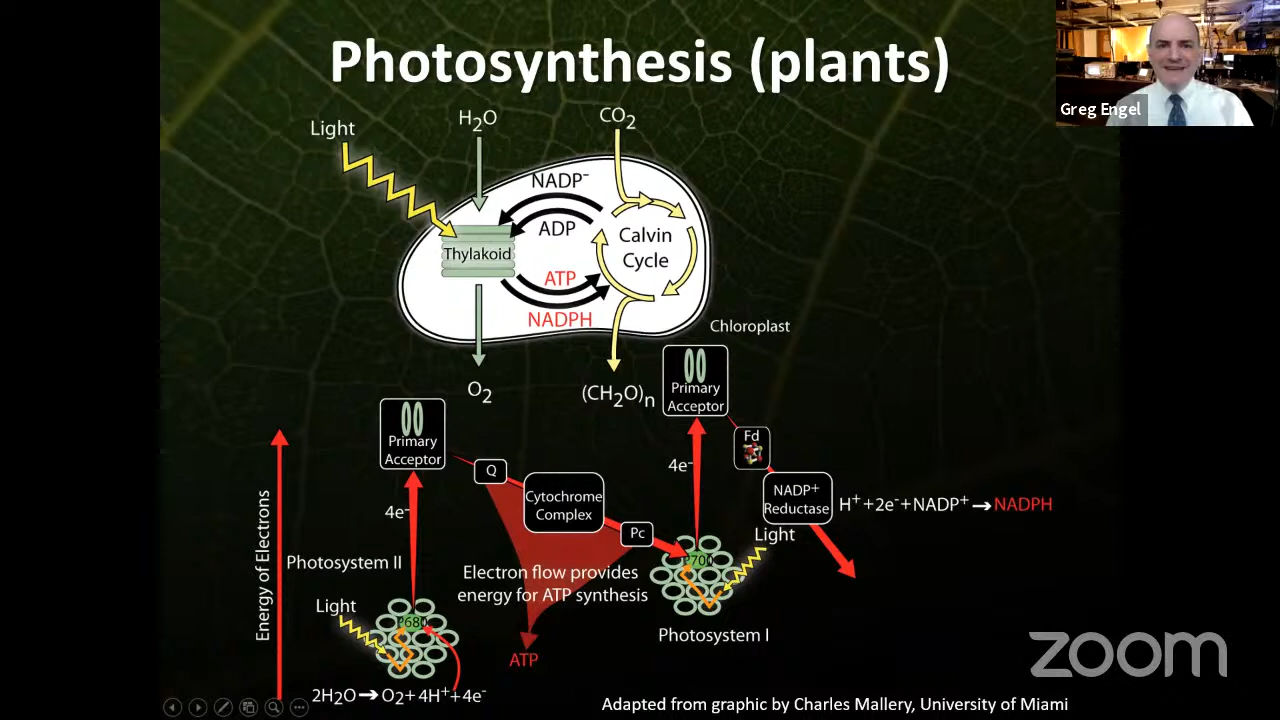 Photosynthesis (plants)
Greg Engel
Light
H₂O
CO₂
NADP⁻
ADP
Thylakoid
Calvin
Cycle
ATP
NADPH
Chloroplast
O₂
(CH₂O)n
Primary
Acceptor
Primary
Acceptor
Fd
Q
4e⁻
Cytochrome
Complex
NADP⁺
Reductase
H⁺+2e⁻+NADP⁺→NADPH
4e⁻
Pc
Light
Energy of Electrons
Photosystem II
P700
Electron flow provides
energy for ATP synthesis
Light
P680
Photosystem I
ATP
zoom
2H₂O→O₂+4H⁺+4e⁻
Adapted from graphic by Charles Mallery, University of Miami